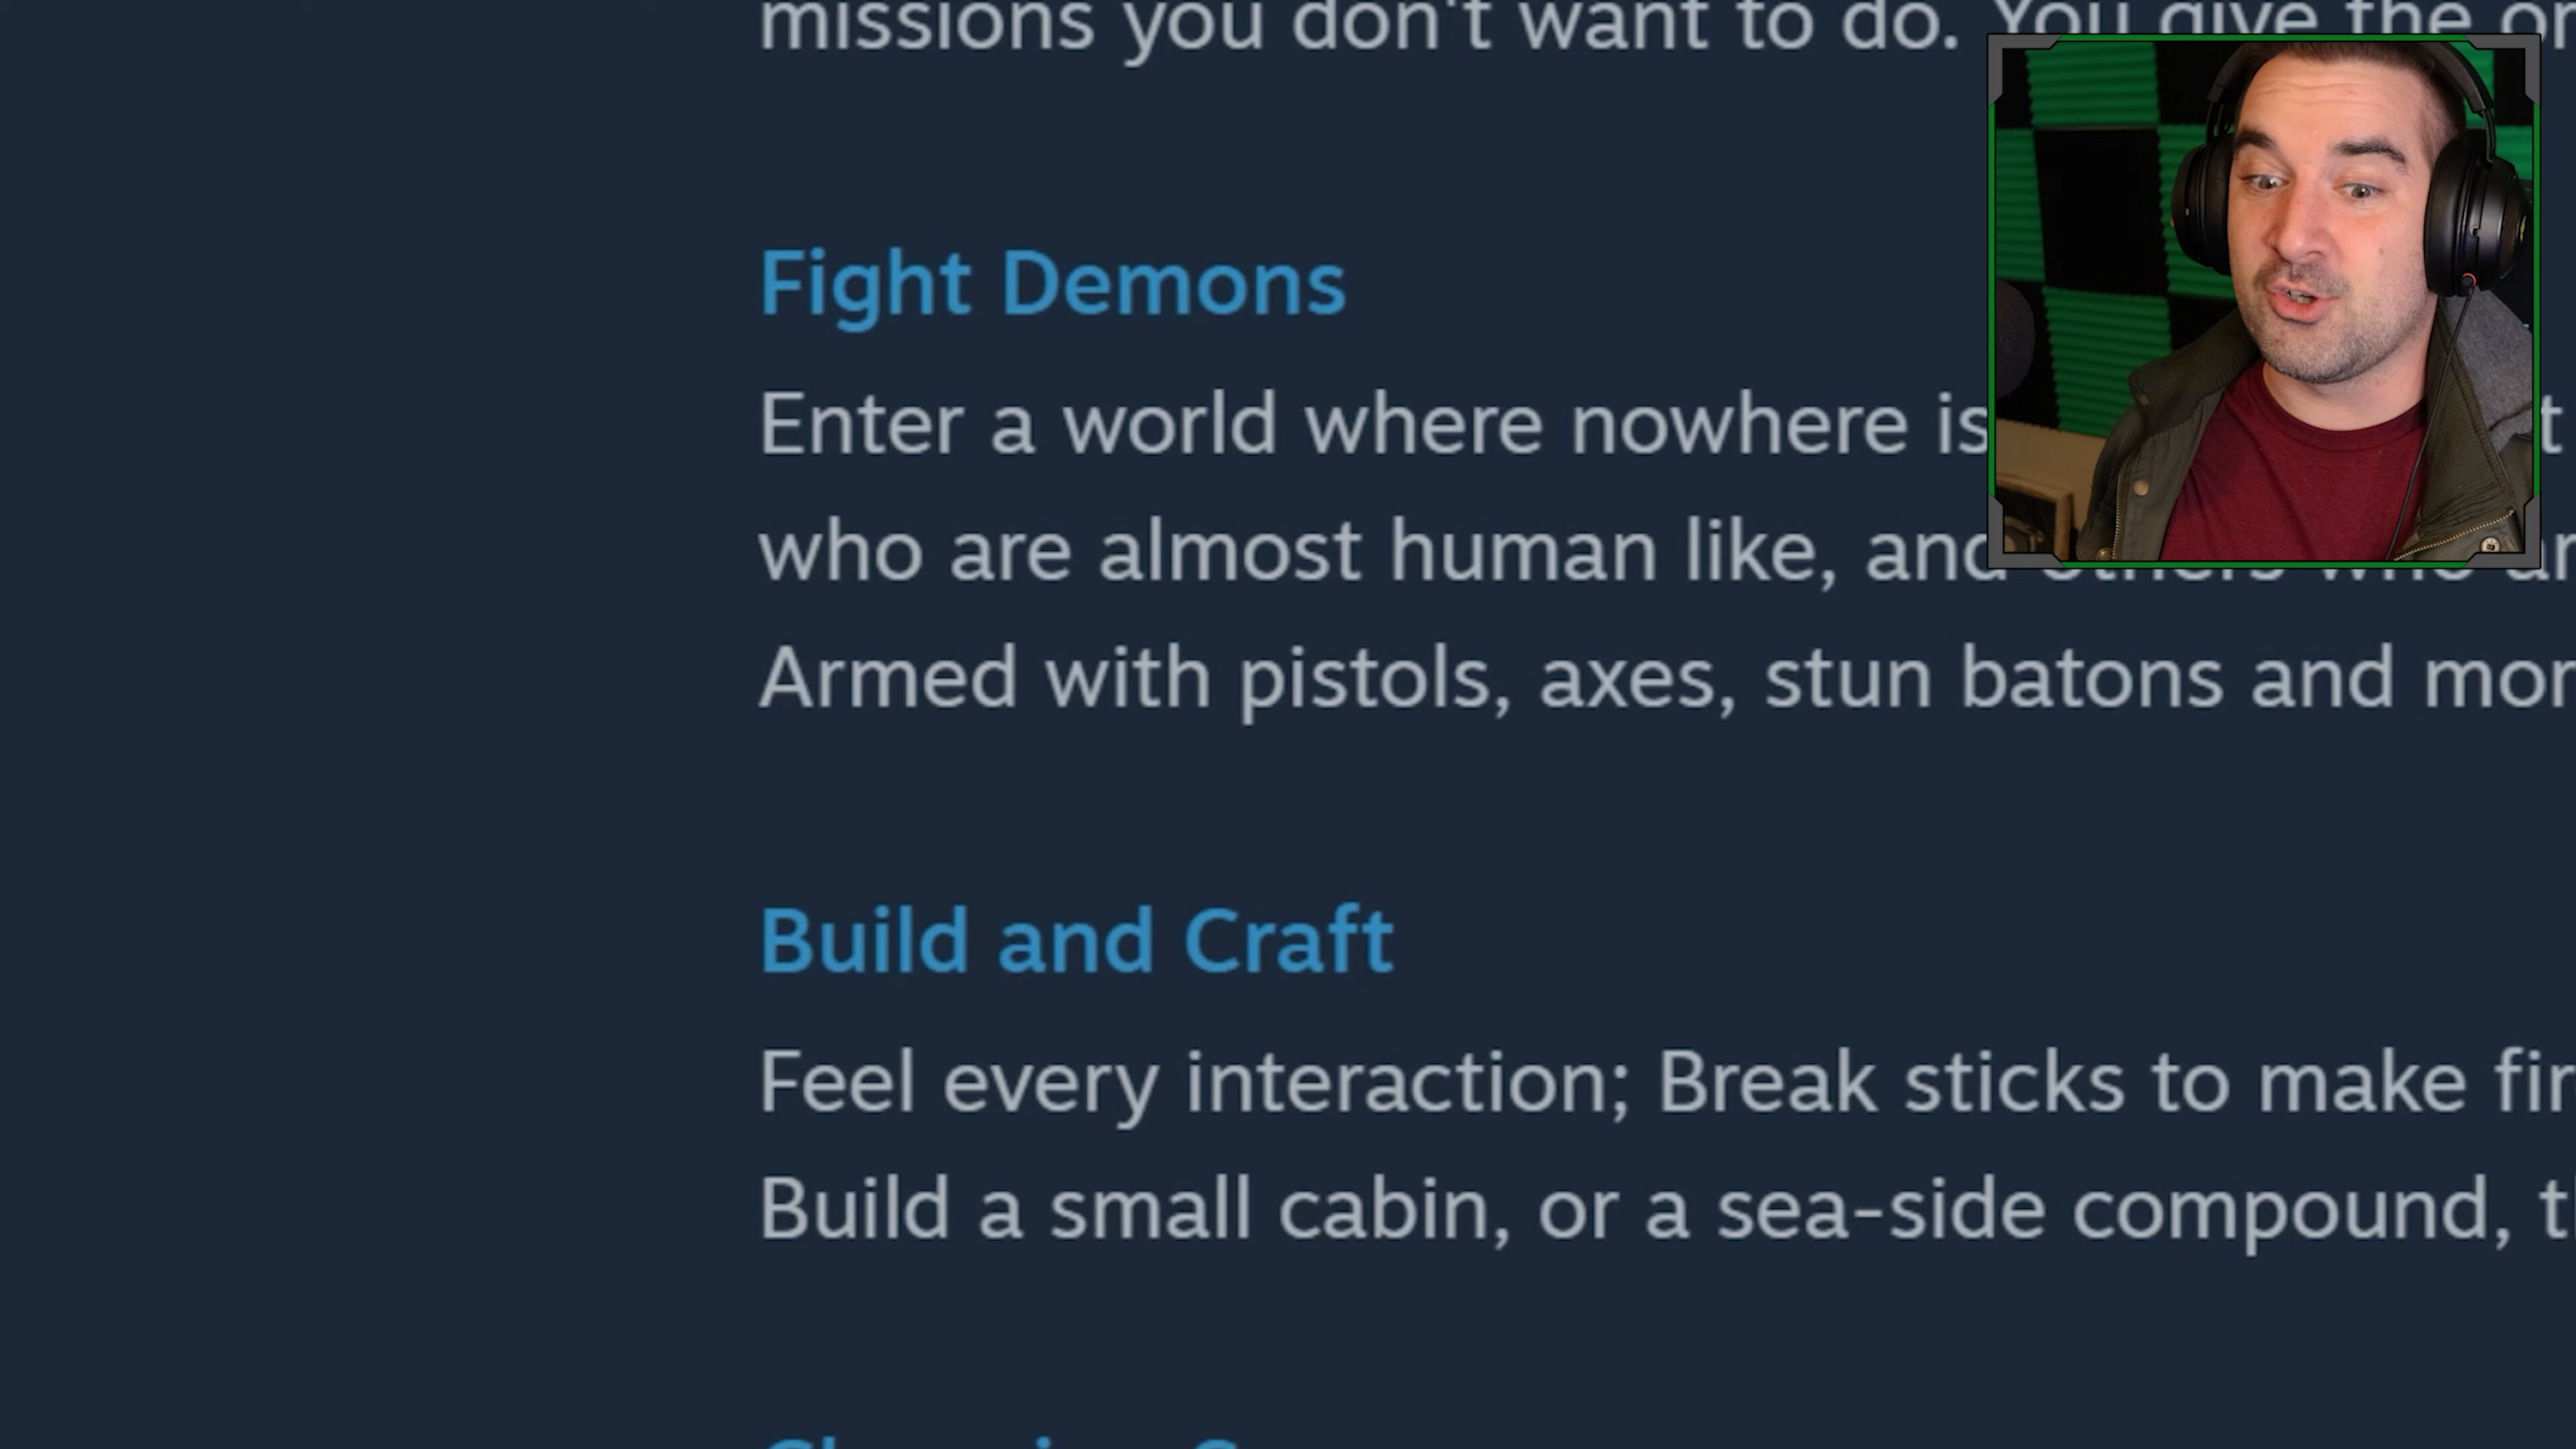 missions you don't want to do. You give the
Fight Demons
Enter a world where nowhere is
who are almost human like, and others who
Armed with pistols, axes, stun batons and
Build and Craft
Feel every interaction; Break sticks to make
Build a small cabin, or a sea-side compound,